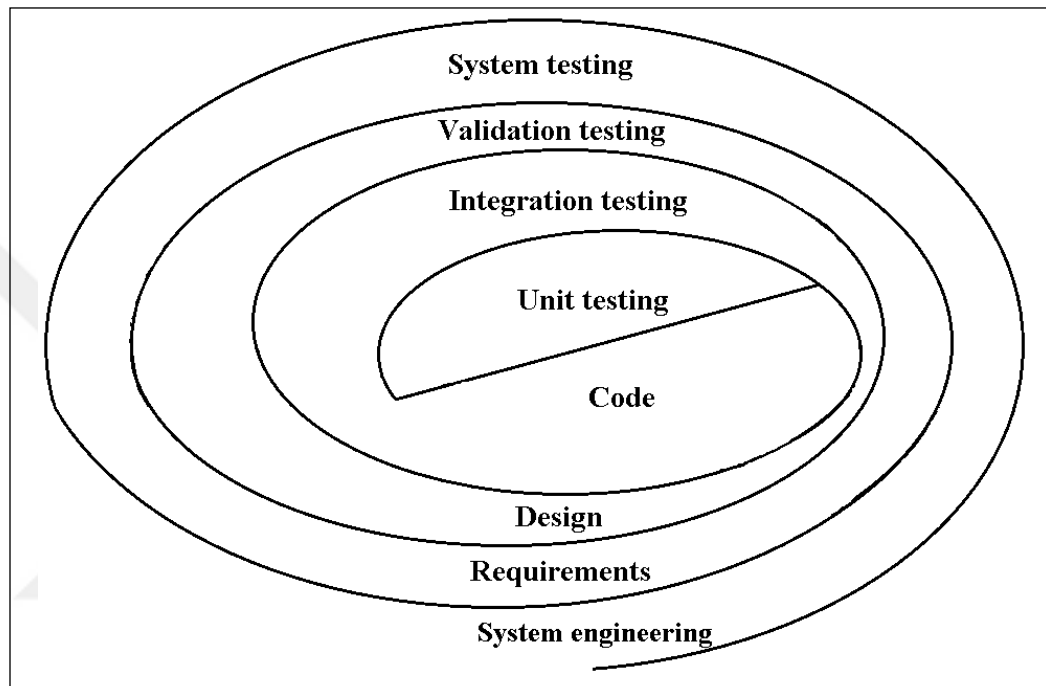 System testing
Validation testing
Integration testing
Unit testing
Code
Design
Requirements
System engineering